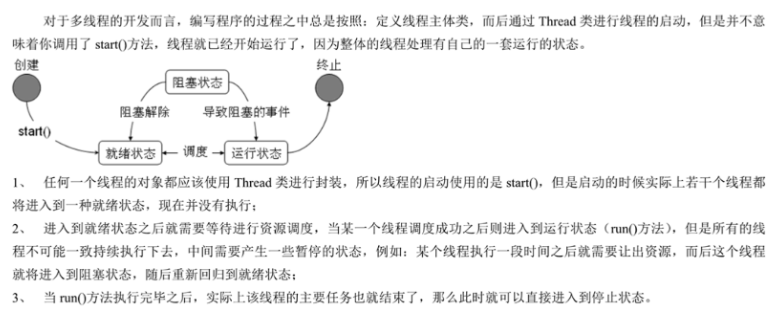 对于多线程的开发而言，编写程序的过程之中总是按照：定义线程主体类，而后通过 Thread 类进行线程的启动，但是并不意
味着你调用了 start()方法，线程就已经开始运行了，因为整体的线程处理有自己的一套运行的状态。
创建
终止
阻塞状态
阻塞解除
导致阻塞的事件
start()
就绪状态
调度
运行状态
1、 任何一个线程的对象都应该使用 Thread 类进行封装，所以线程的启动使用的是 start()，但是启动的时候实际上若干个线程都
将进入到一种就绪状态，现在并没有执行；
2、 进入到就绪状态之后就需要等待进行资源调度，当某一个线程调度成功之后则进入到运行状态（run()方法），但是所有的线
程不可能一致持续执行下去，中间需要产生一些暂停的状态，例如：某个线程执行一段时间之后就需要让出资源，而后这个线程
就将进入到阻塞状态，随后重新回归到就绪状态；
3、 当 run()方法执行完毕之后，实际上该线程的主要任务也就结束了，那么此时就可以直接进入到停止状态。